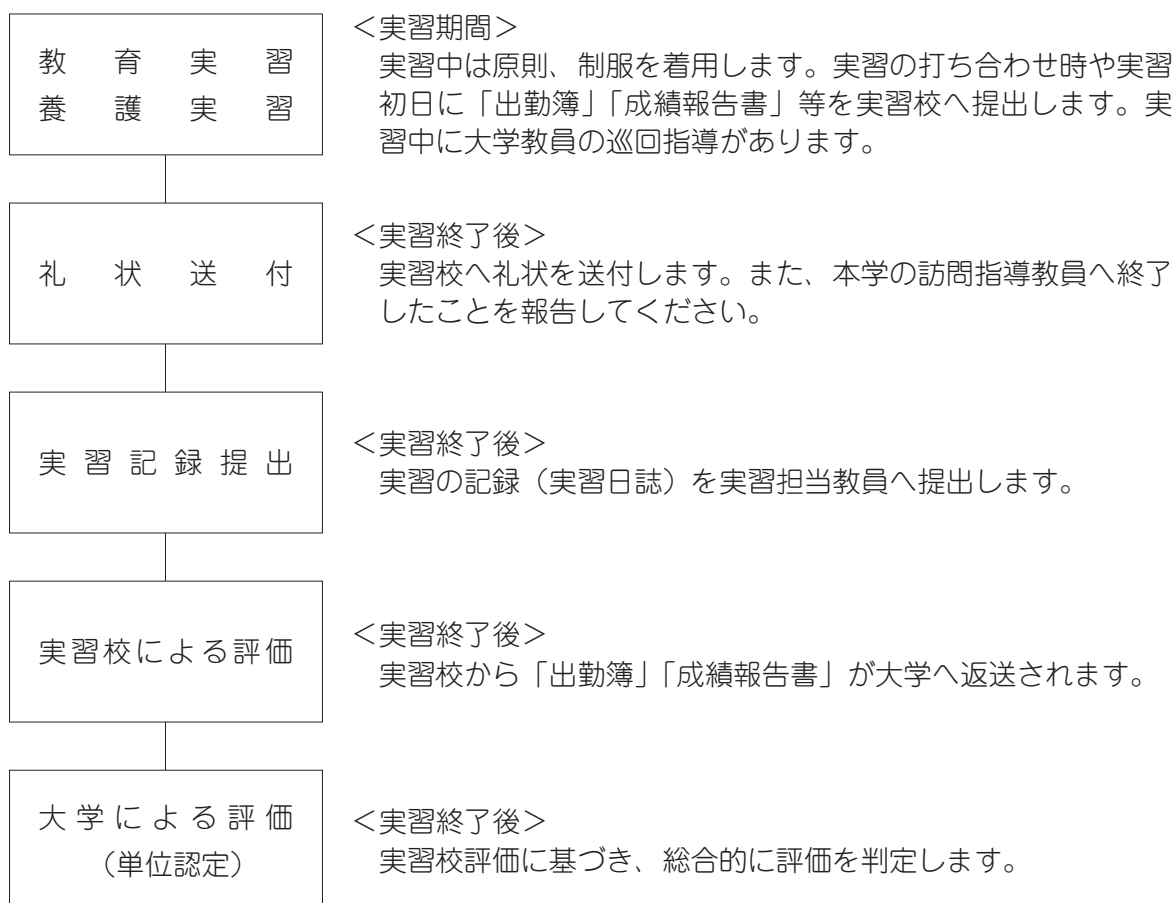 教育実習
養護実習
＜実習期間＞
実習中は原則、制服を着用します。実習の打ち合わせ時や実習
初日に「出勤簿」「成績報告書」等を実習校へ提出します。実
習中に大学教員の巡回指導があります。
礼状送付
＜実習終了後＞
実習校へ礼状を送付します。また、本学の訪問指導教員へ終了
したことを報告してください。
実習記録提出
＜実習終了後＞
実習の記録（実習日誌）を実習担当教員へ提出します。
実習校による評価
＜実習終了後＞
実習校から「出勤簿」「成績報告書」が大学へ返送されます。
大学による評価
（単位認定）
＜実習終了後＞
実習校評価に基づき、総合的に評価を判定します。